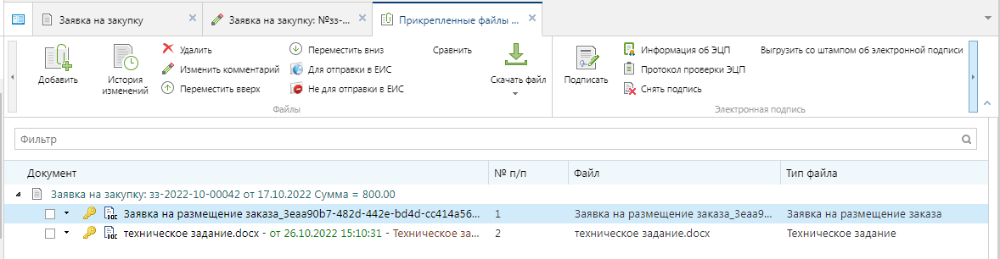 Заявка на закупку
Заявка на закупку: №зз-...
Прикрепленные файлы ...
Добавить
История
изменений
Удалить
Изменить комментарий
Переместить вверх
Переместить вниз
Для отправки в ЕИС
Не для отправки в ЕИС
Сравнить
Скачать файл
Файлы
Подписать
Информация об ЭЦП
Протокол проверки ЭЦП
Снять подпись
Выгрузить со штампом об электронной подписи
Электронная подпись
Фильтр
Документ № п/п Файл Тип файла
Заявка на закупку: зз-2022-10-00042 от 17.10.2022 Сумма = 800.00
Заявка на размещение заказа_3eaa90b7-482d-442e-bd4d-cc414a56... 1 Заявка на размещение заказа_3eaa9... Заявка на размещение заказа
техническое задание.docx - от 26.10.2022 15:10:31 - Техническое за... 2 техническое задание.docx Техническое задание